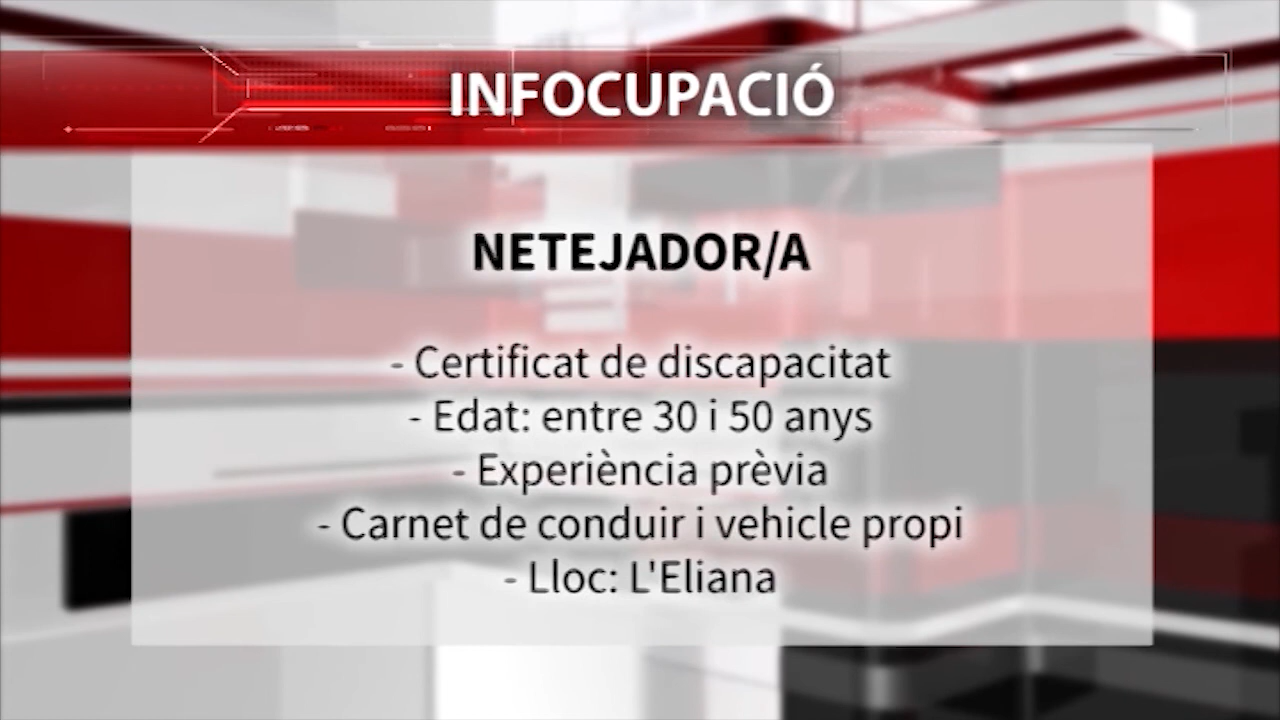 INFOCUPACIÓ
NETEJADOR/A
- Certificat de discapacitat
- Edat: entre 30 i 50 anys
- Experiència prèvia
- Carnet de conduir i vehicle propi
- Lloc: L'Eliana